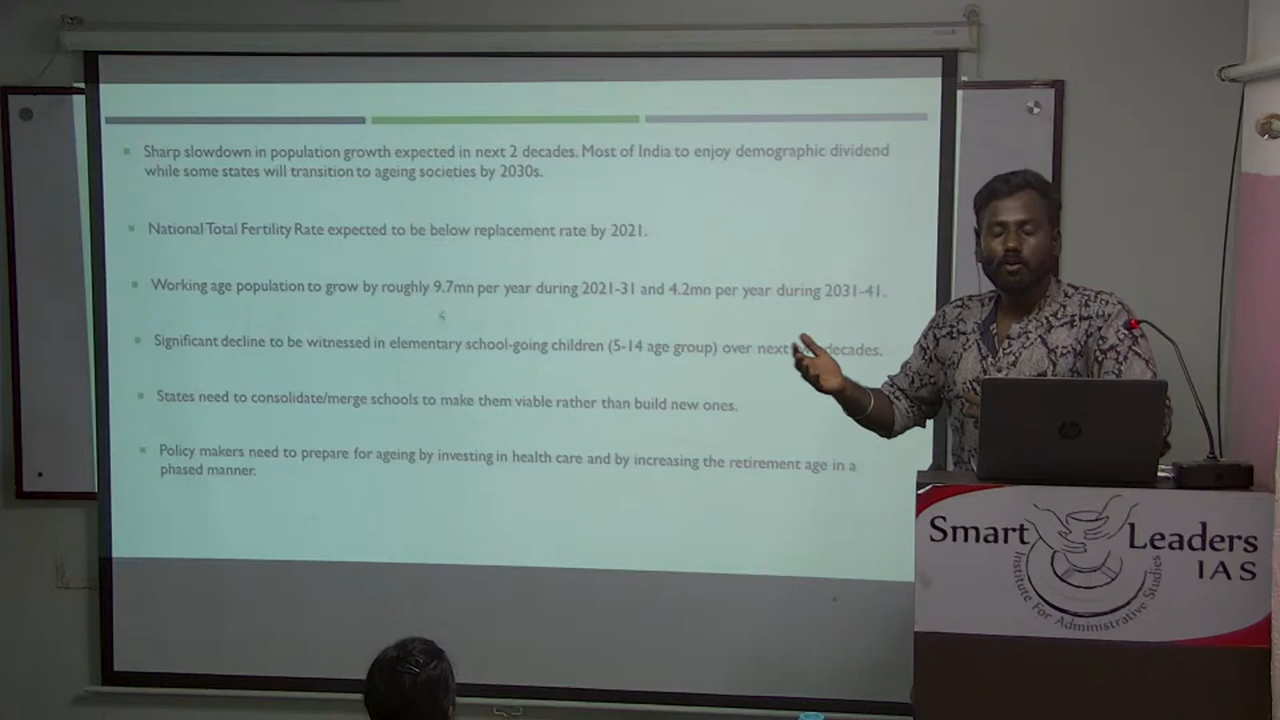 Sharp slowdown in population growth expected in next 2 decades. Most of India to enjoy demographic dividend
while some states will transition to ageing societies by 2030s.
National Total Fertility Rate expected to be below replacement rate by 2021.
Working age population to grow by roughly 9.7mn per year during 2021-31 and 4.2mn per year during 2031-41.
Significant decline to be witnessed in elementary school-going children (5-14 age group) over next decades.
States need to consolidate/merge schools to make them viable rather than build new ones.
Policy makers need to prepare for ageing by investing in health care and by increasing the retirement age in a
phased manner.
hp
Smart Leaders
IAS
Institute For Administrative Studies